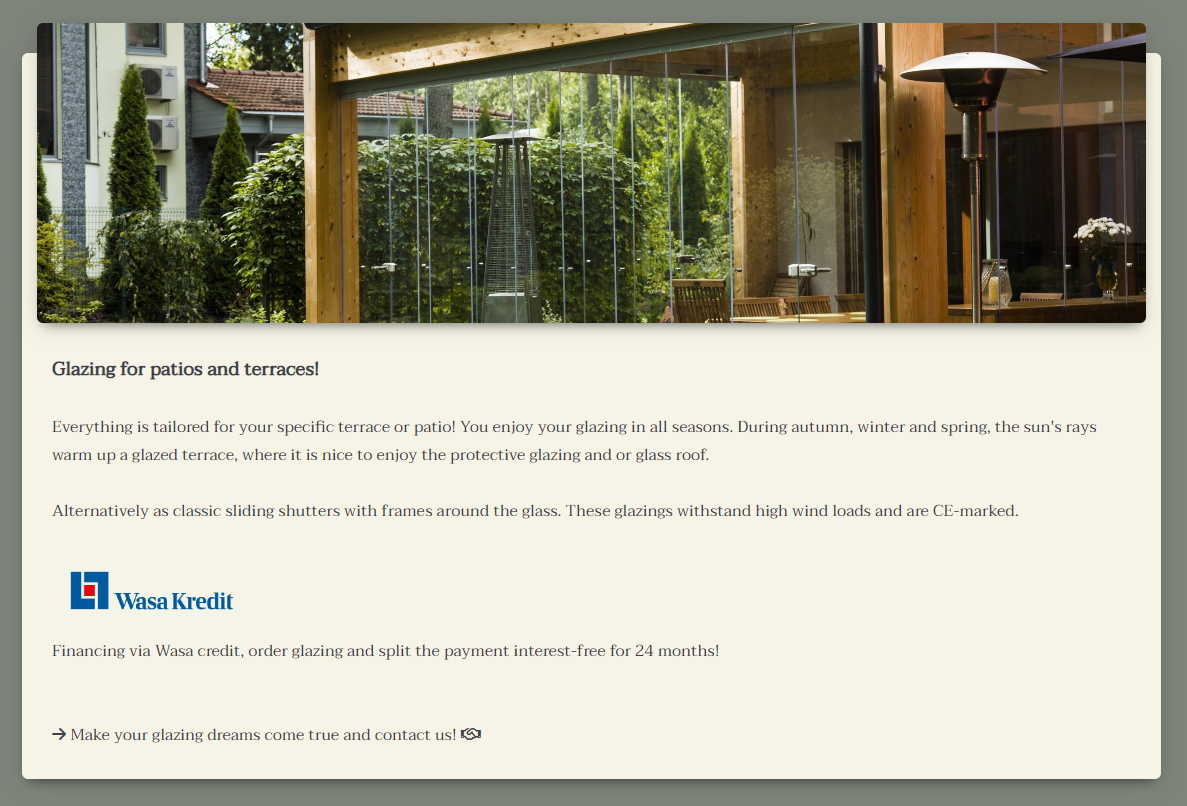 Glazing for patios and terraces!
Everything is tailored for your specific terrace or patio! You enjoy your glazing in all seasons. During autumn, winter and spring, the sun's rays
warm up a glazed terrace, where it is nice to enjoy the protective glazing and or glass roof.
Alternatively as classic sliding shutters with frames around the glass. These glazings withstand high wind loads and are CE-marked.
Wasa Kredit
Financing via Wasa credit, order glazing and split the payment interest-free for 24 months!
→ Make your glazing dreams come true and contact us!